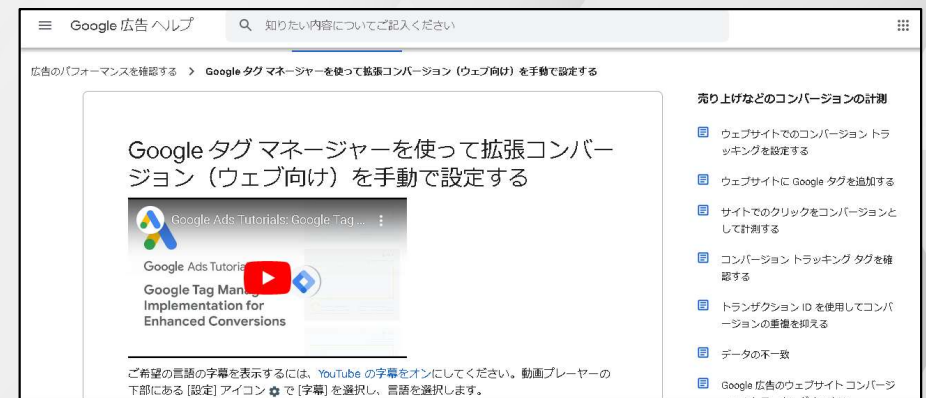 Google 広告 ヘルプ
知りたい内容についてご記入ください
広告のパフォーマンスを確認する > Google タグ マネージャーを使って拡張コンバージョン（ウェブ向け）を手動で設定する
Google タグ マネージャーを使って拡張コンバー
ジョン（ウェブ向け）を手動で設定する
Google Ads Tutorials: Google Tag ...
Google Ads Tutoria
Google Tag Mana
Implementation for
Enhanced Conversions
ご希望の言語の字幕を表示するには、YouTube の字幕をオンにしてください。動画プレーヤーの
下部にある [設定] アイコン で [字幕] を選択し、言語を選択します。
売り上げなどのコンバージョンの計測
ウェブサイトでのコンバージョン トラ
ッキングを設定する
ウェブサイトに Google タグを追加する
サイトでのクリックをコンバージョンと
して計測する
コンバージョン トラッキング タグを確
認する
トランザクション ID を使用してコンバ
ージョンの重複を抑える
データの不一致
Google 広告のウェブサイト コンバージ